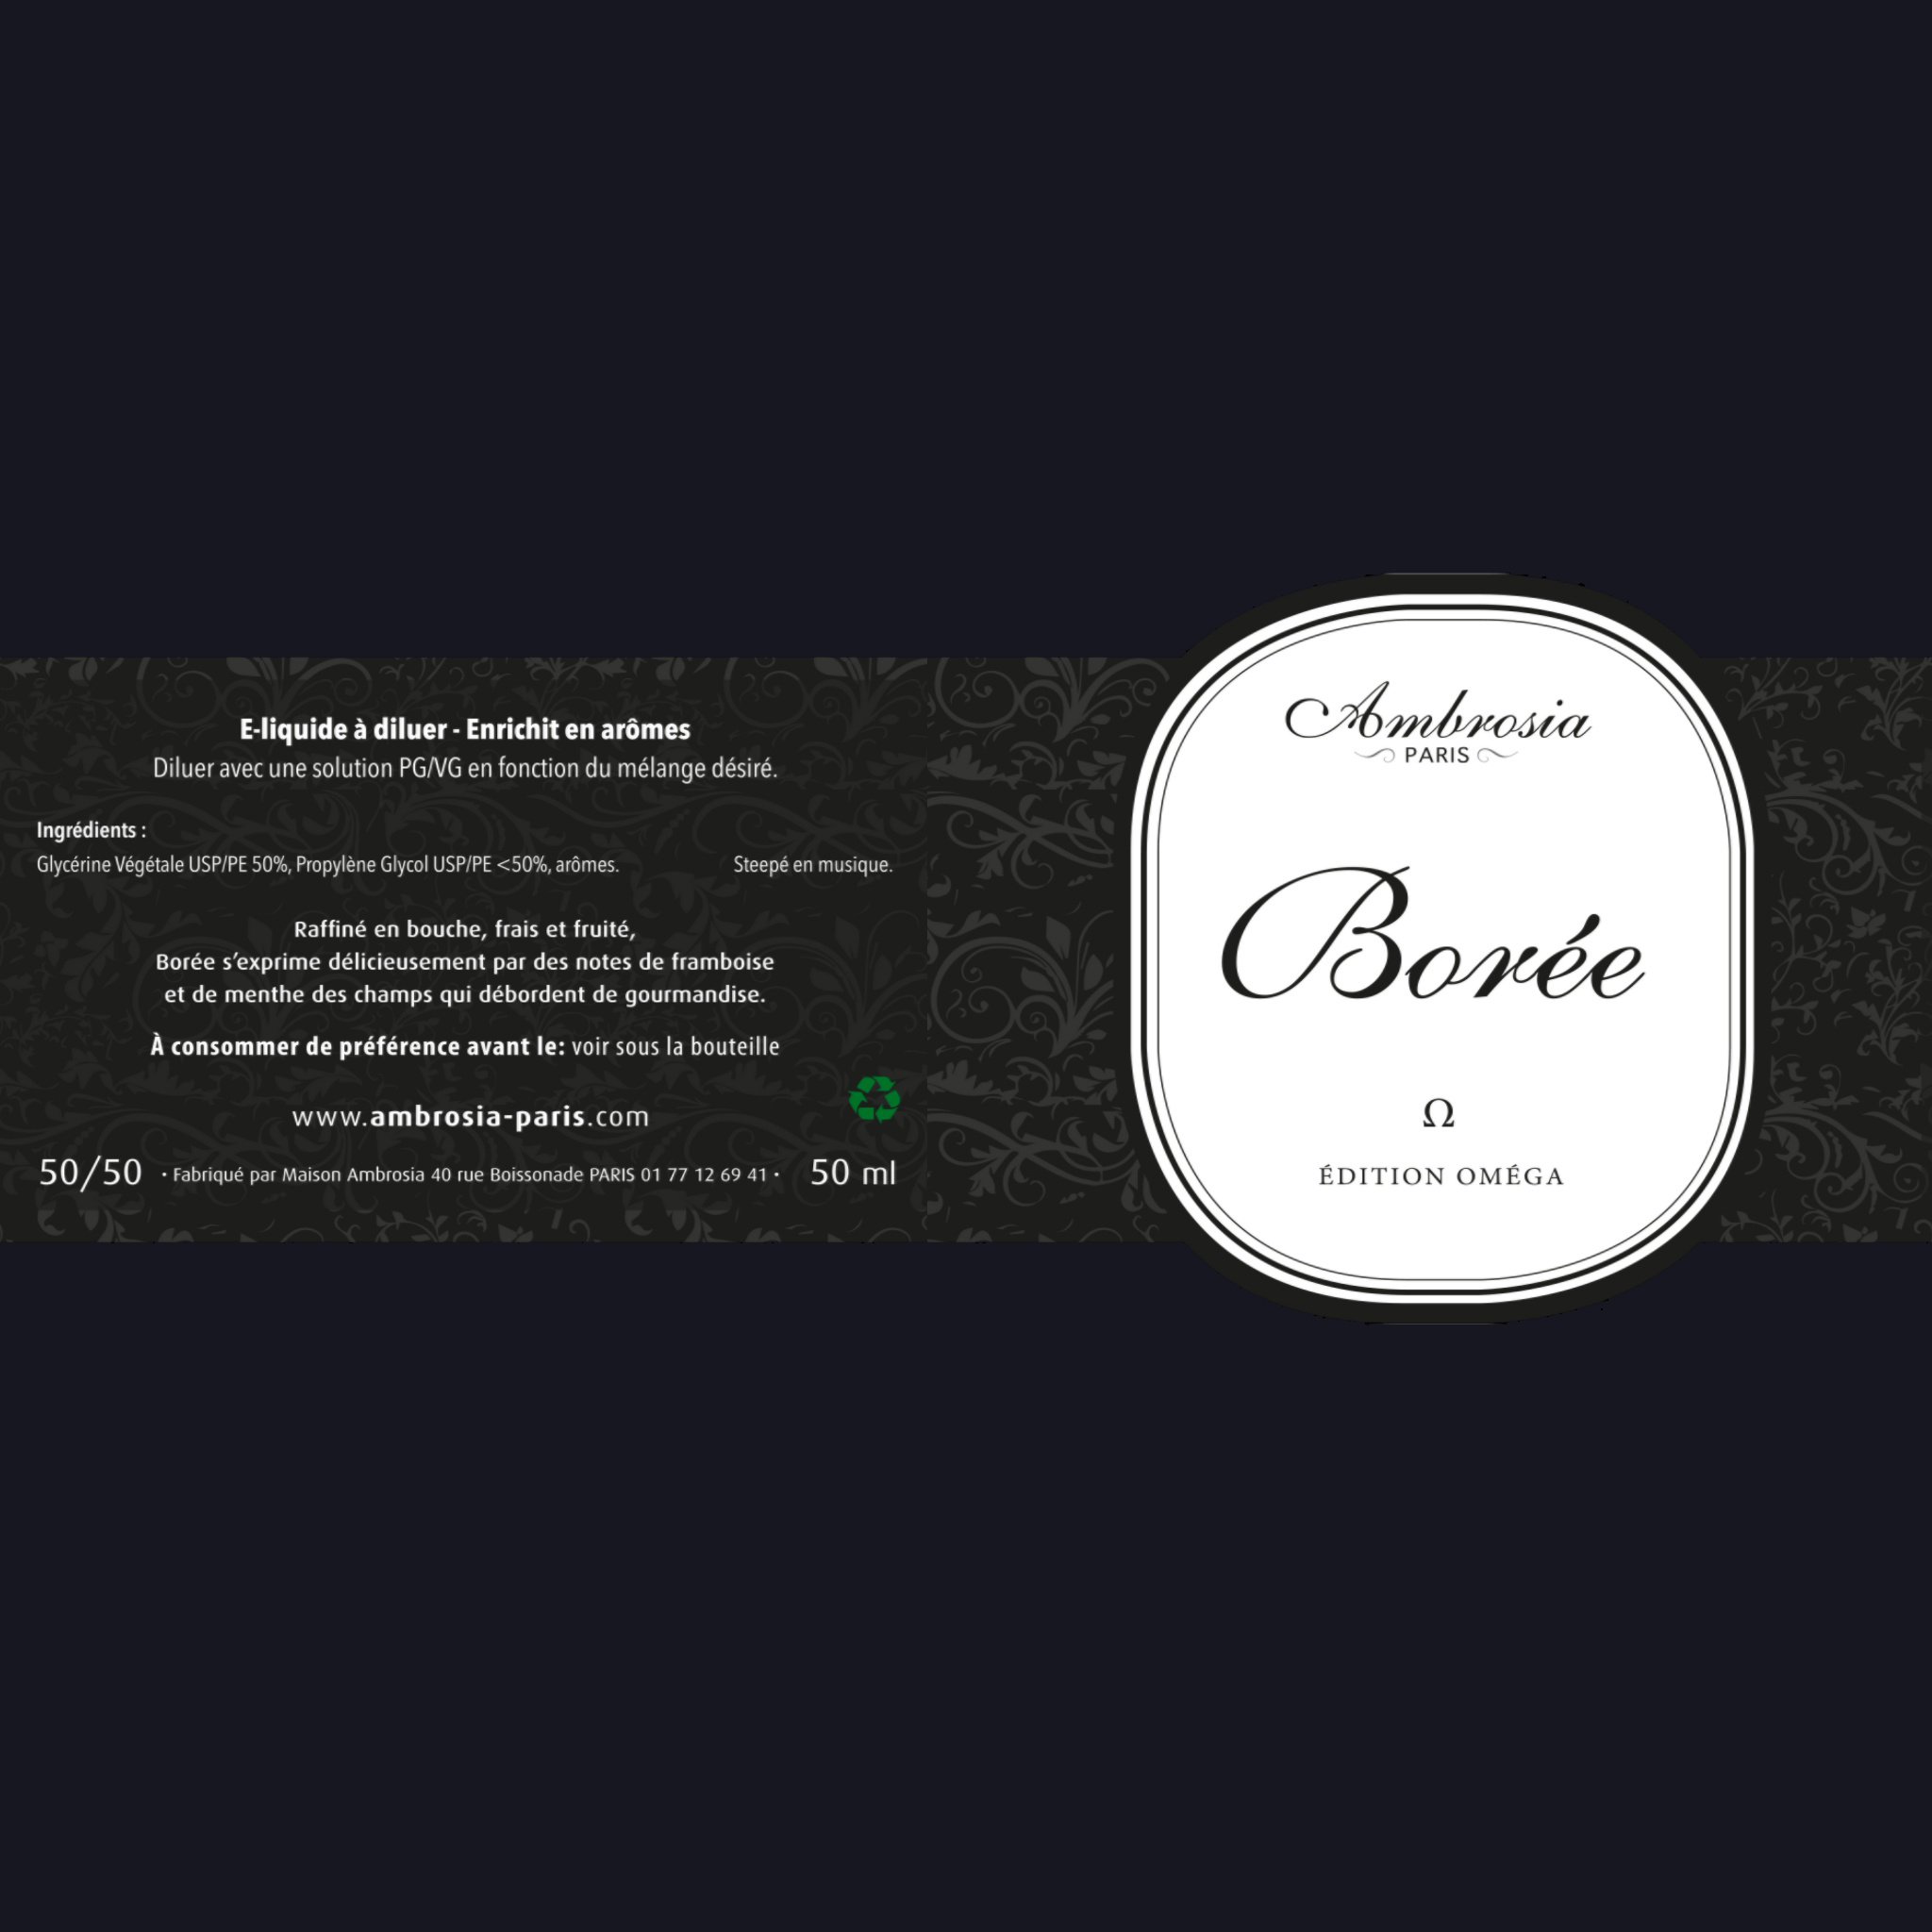 E-liquide à diluer - Enrichit en arômes
Diluer avec une solution PG/VG en fonction du mélange désiré.
Ingrédients :
Glycérine Végétale USP/PE 50%, Propylène Glycol USP/PE <50%, arômes. Steepé en musique.
Raffiné en bouche, frais et fruité,
Borée s’exprime délicieusement par des notes de framboise
et de menthe des champs qui débordent de gourmandise.
À consommer de préférence avant le: voir sous la bouteille
www.ambrosia-paris.com
50/50 · Fabriqué par Maison Ambrosia 40 rue Boissonade PARIS 01 77 12 69 41 · 50 ml
Ambrosia
PARIS
Borée
Ω
ÉDITION OMÉGA